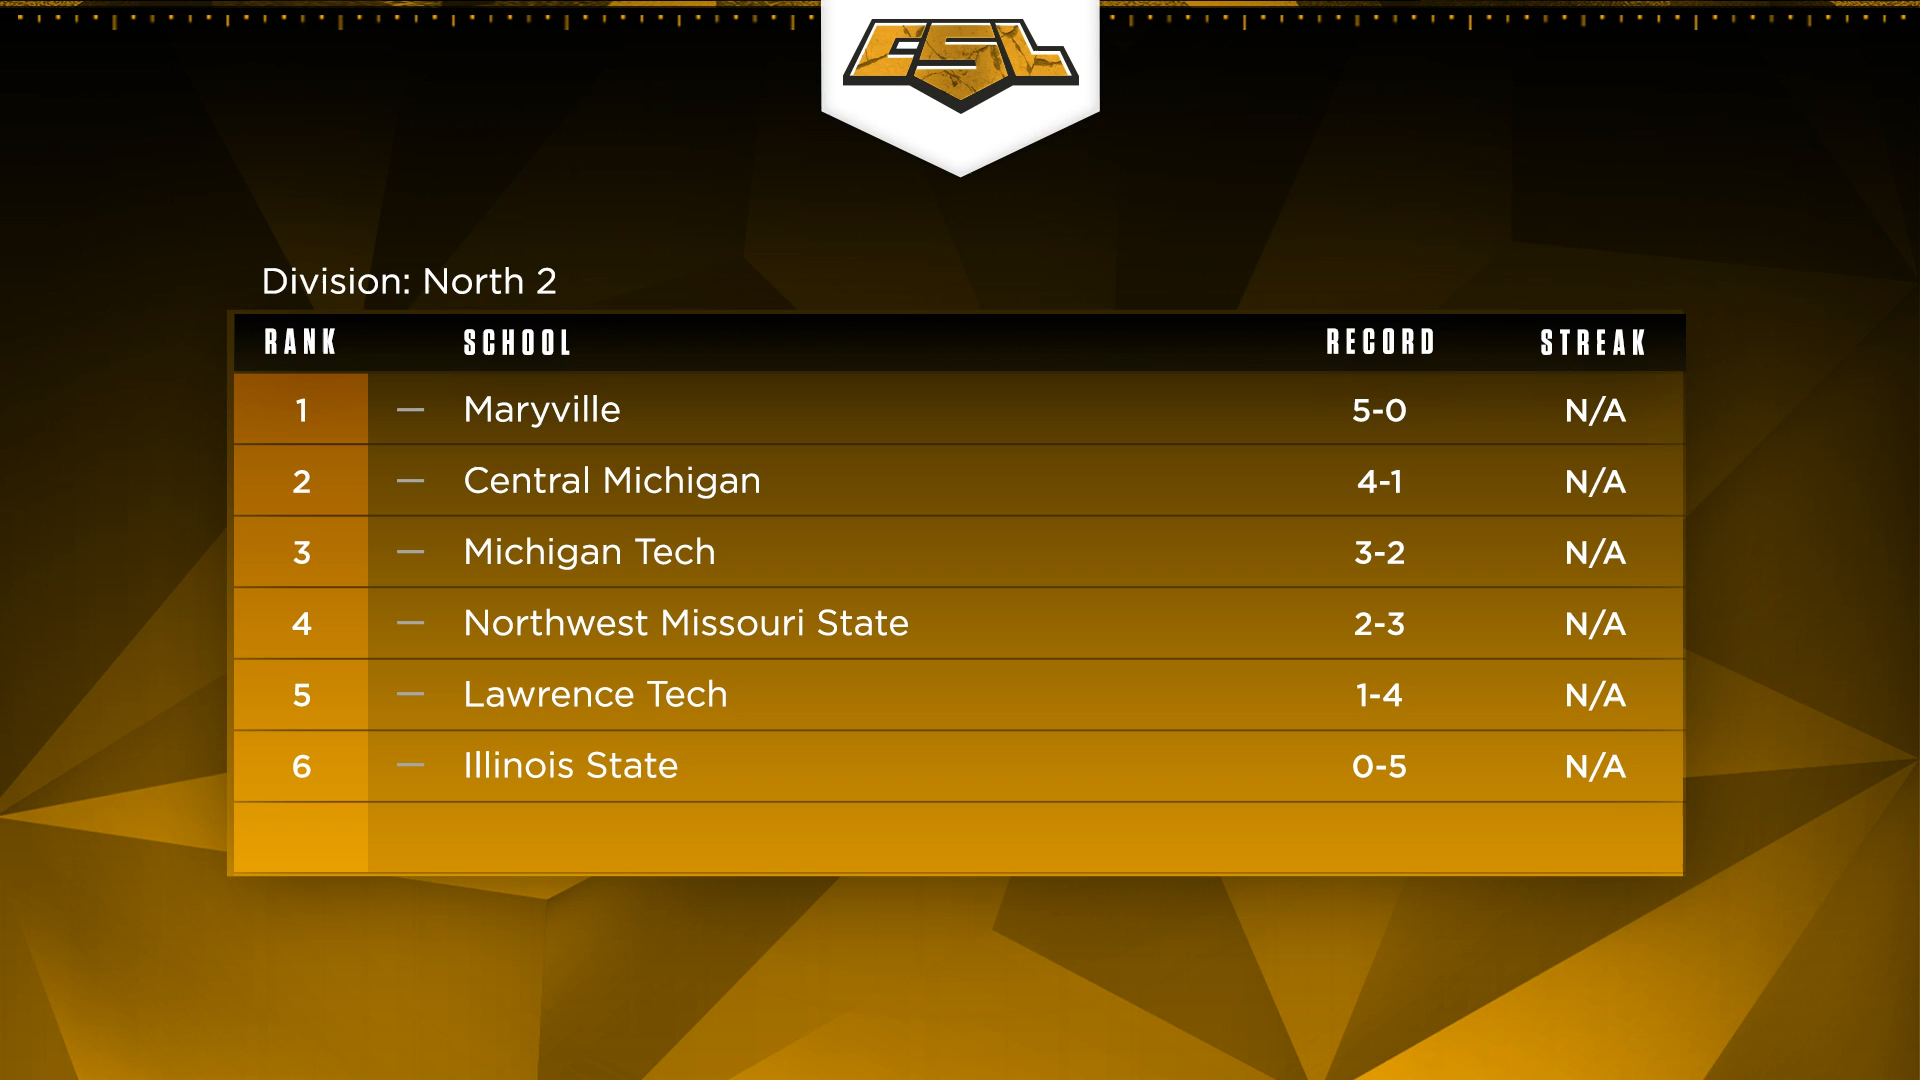 CSL
Division: North 2
RANK SCHOOL RECORD STREAK
1 — Maryville 5-0 N/A
2 — Central Michigan 4-1 N/A
3 — Michigan Tech 3-2 N/A
4 — Northwest Missouri State 2-3 N/A
5 — Lawrence Tech 1-4 N/A
6 — Illinois State 0-5 N/A